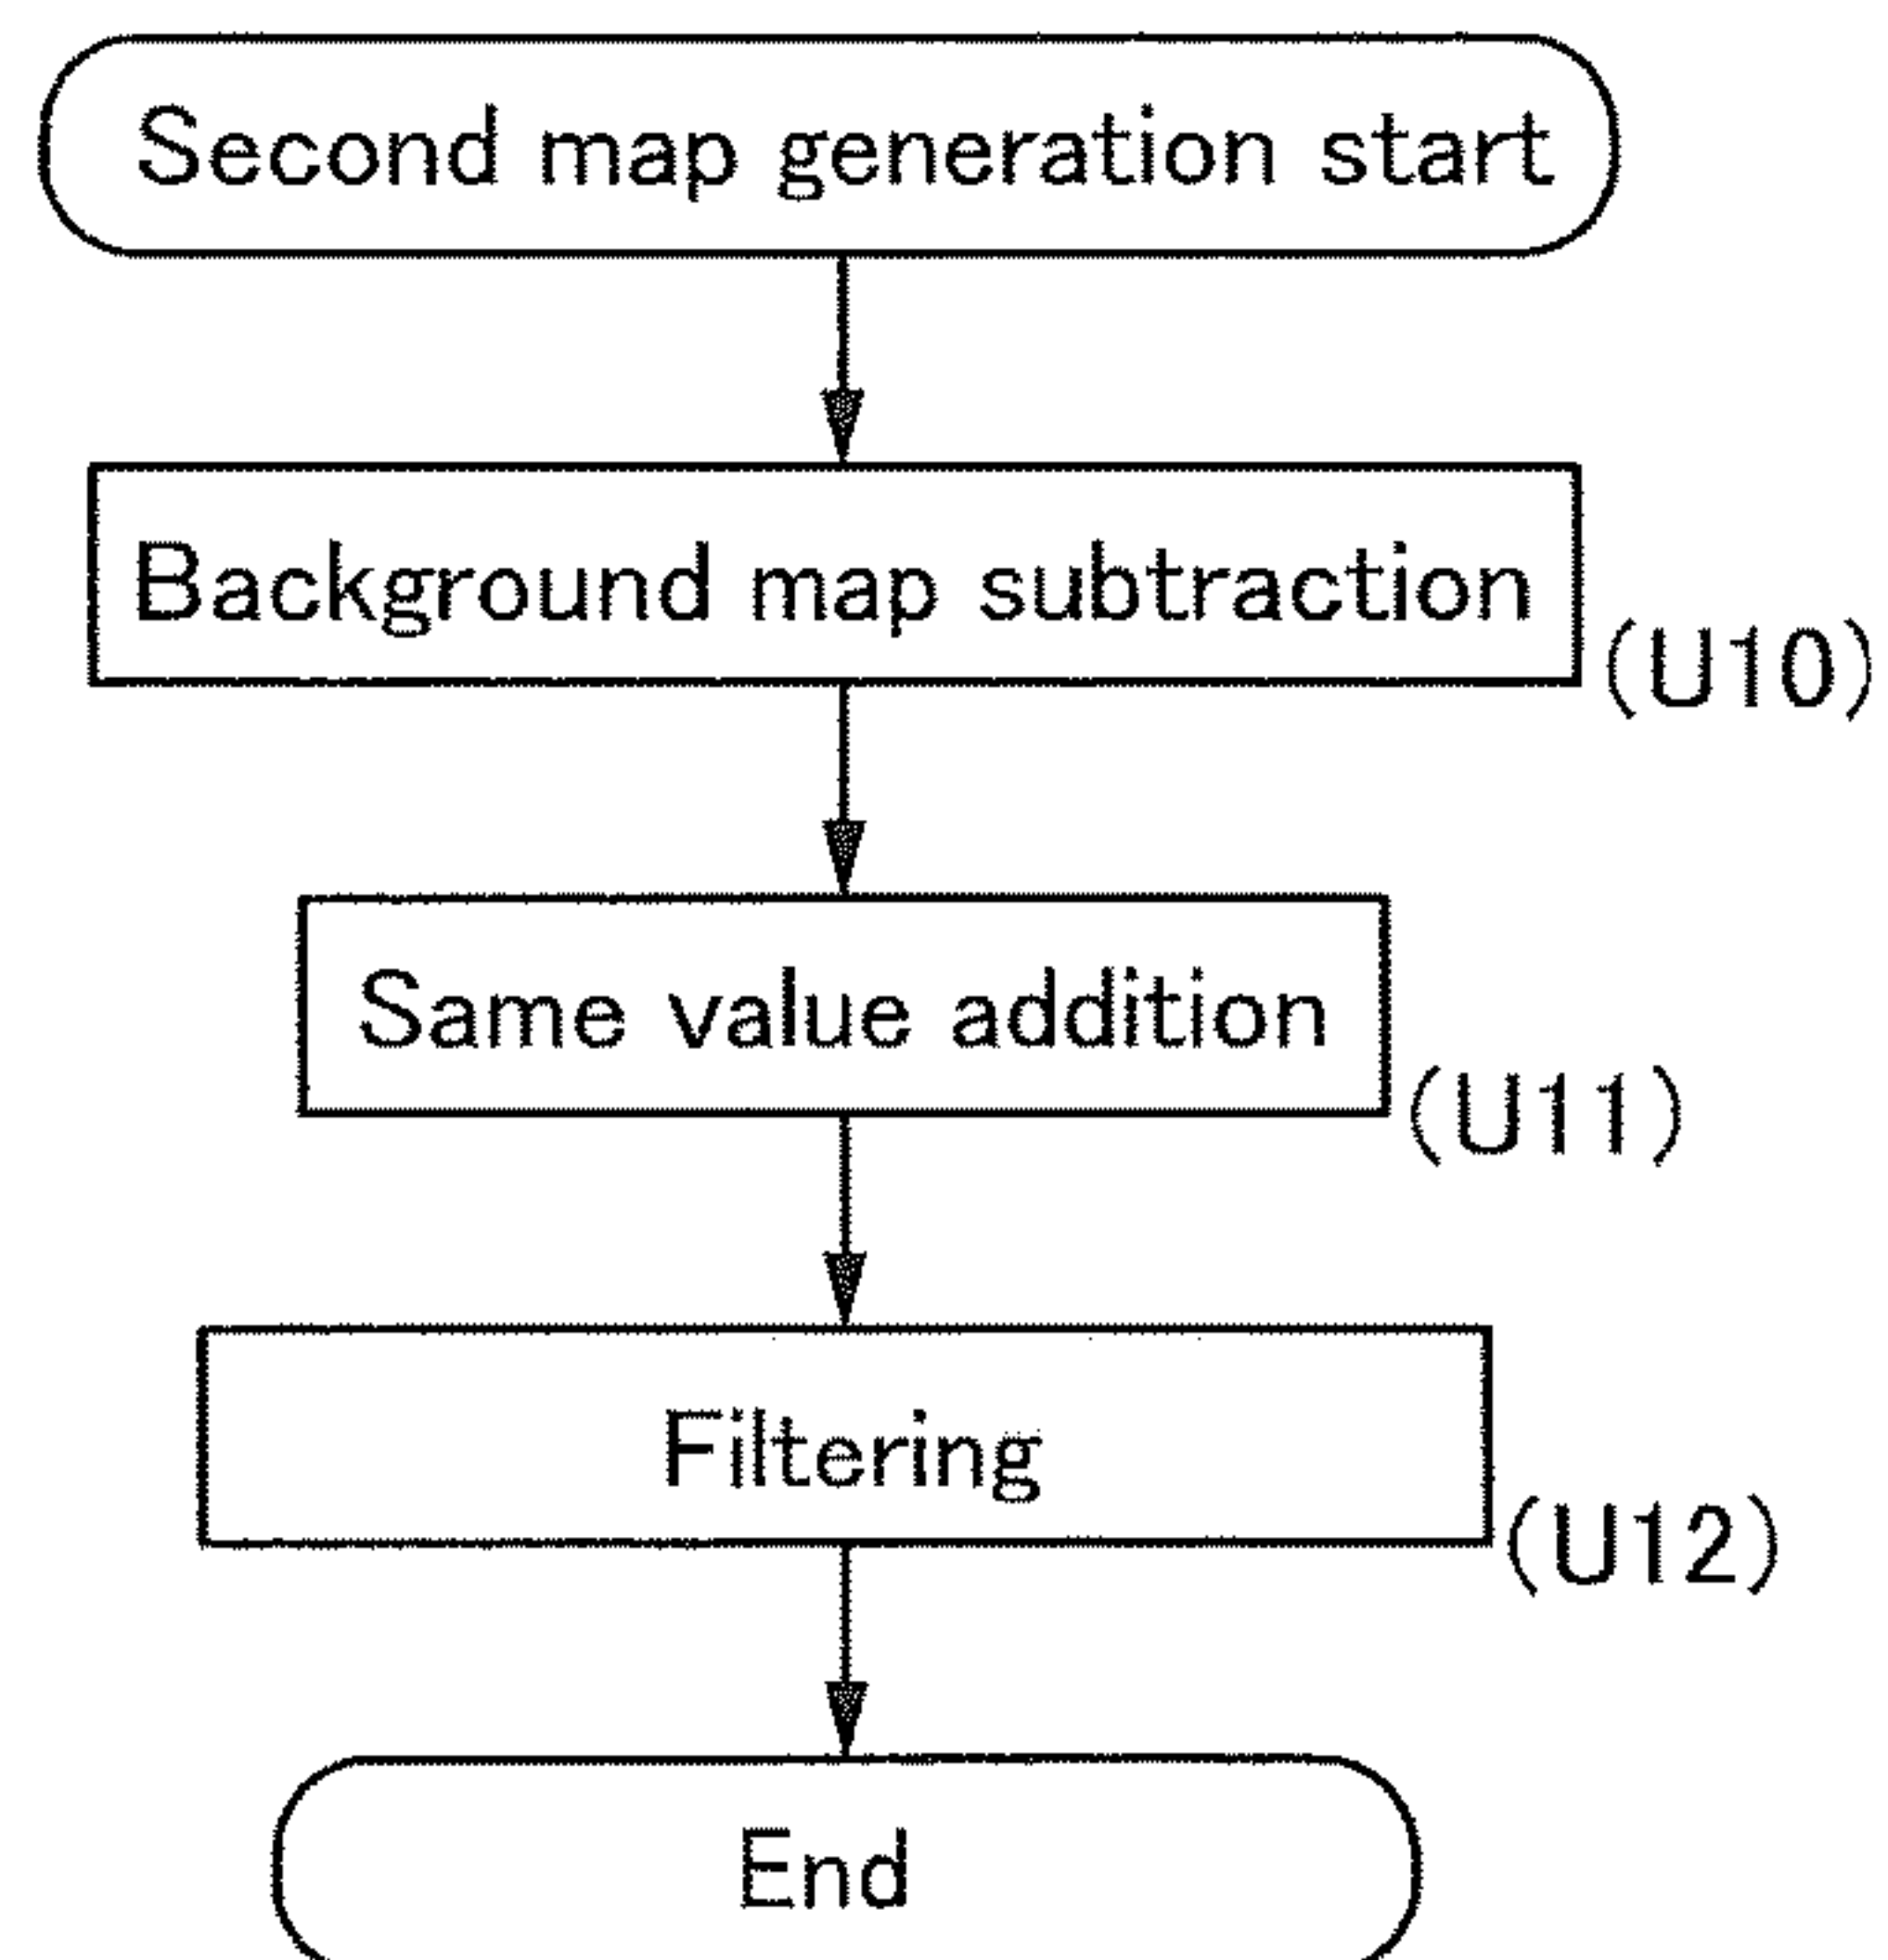 Second map generation start
Background map subtraction
(U10)
Same value addition
(U11)
Filtering
(U12)
End